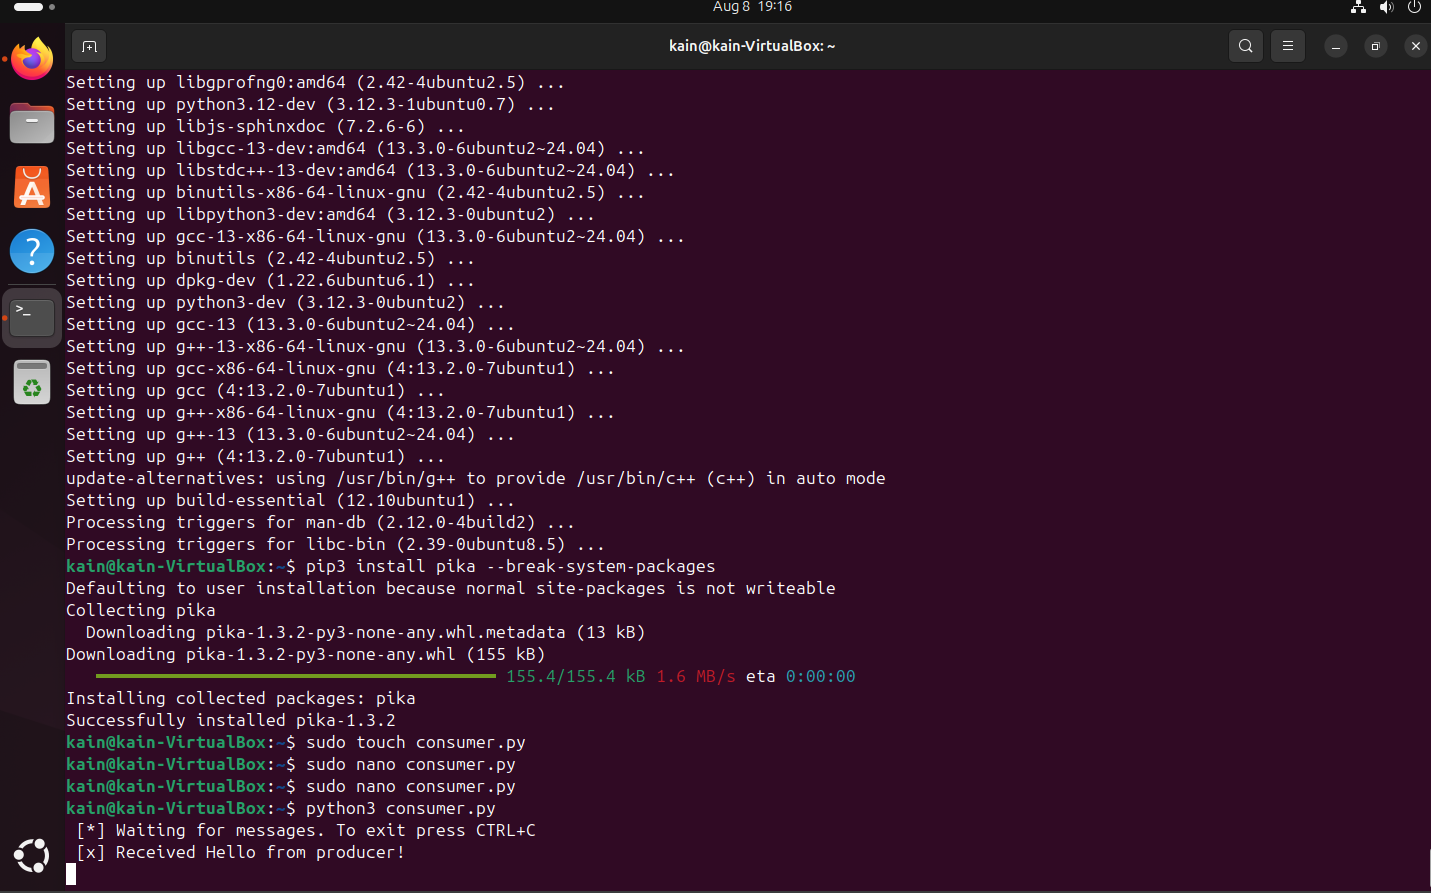 Aug 8 19:16
kain@kain-VirtualBox: ~
Setting up libgprofng0:amd64 (2.42-4ubuntu2.5) ...
Setting up python3.12-dev (3.12.3-1ubuntu0.7) ...
Setting up libjs-sphinxdoc (7.2.6-6) ...
Setting up libgcc-13-dev:amd64 (13.3.0-6ubuntu2~24.04) ...
Setting up libstdc++-13-dev:amd64 (13.3.0-6ubuntu2~24.04) ...
Setting up binutils-x86-64-linux-gnu (2.42-4ubuntu2.5) ...
Setting up libpython3-dev:amd64 (3.12.3-0ubuntu2) ...
Setting up gcc-13-x86-64-linux-gnu (13.3.0-6ubuntu2~24.04) ...
Setting up binutils (2.42-4ubuntu2.5) ...
Setting up dpkg-dev (1.22.6ubuntu6.1) ...
Setting up python3-dev (3.12.3-0ubuntu2) ...
Setting up gcc-13 (13.3.0-6ubuntu2~24.04) ...
Setting up g++-13-x86-64-linux-gnu (13.3.0-6ubuntu2~24.04) ...
Setting up gcc-x86-64-linux-gnu (4:13.2.0-7ubuntu1) ...
Setting up gcc (4:13.2.0-7ubuntu1) ...
Setting up g++-x86-64-linux-gnu (4:13.2.0-7ubuntu1) ...
Setting up g++-13 (13.3.0-6ubuntu2~24.04) ...
Setting up g++ (4:13.2.0-7ubuntu1) ...
update-alternatives: using /usr/bin/g++ to provide /usr/bin/c++ (c++) in auto mode
Setting up build-essential (12.10ubuntu1) ...
Processing triggers for man-db (2.12.0-4build2) ...
Processing triggers for libc-bin (2.39-0ubuntu8.5) ...
kain@kain-VirtualBox:~$ pip3 install pika --break-system-packages
Defaulting to user installation because normal site-packages is not writeable
Collecting pika
  Downloading pika-1.3.2-py3-none-any.whl.metadata (13 kB)
Downloading pika-1.3.2-py3-none-any.whl (155 kB)
155.4/155.4 kB 1.6 MB/s eta 0:00:00
Installing collected packages: pika
Successfully installed pika-1.3.2
kain@kain-VirtualBox:~$ sudo touch consumer.py
kain@kain-VirtualBox:~$ sudo nano consumer.py
kain@kain-VirtualBox:~$ sudo nano consumer.py
kain@kain-VirtualBox:~$ python3 consumer.py
 [*] Waiting for messages. To exit press CTRL+C
 [x] Received Hello from producer!